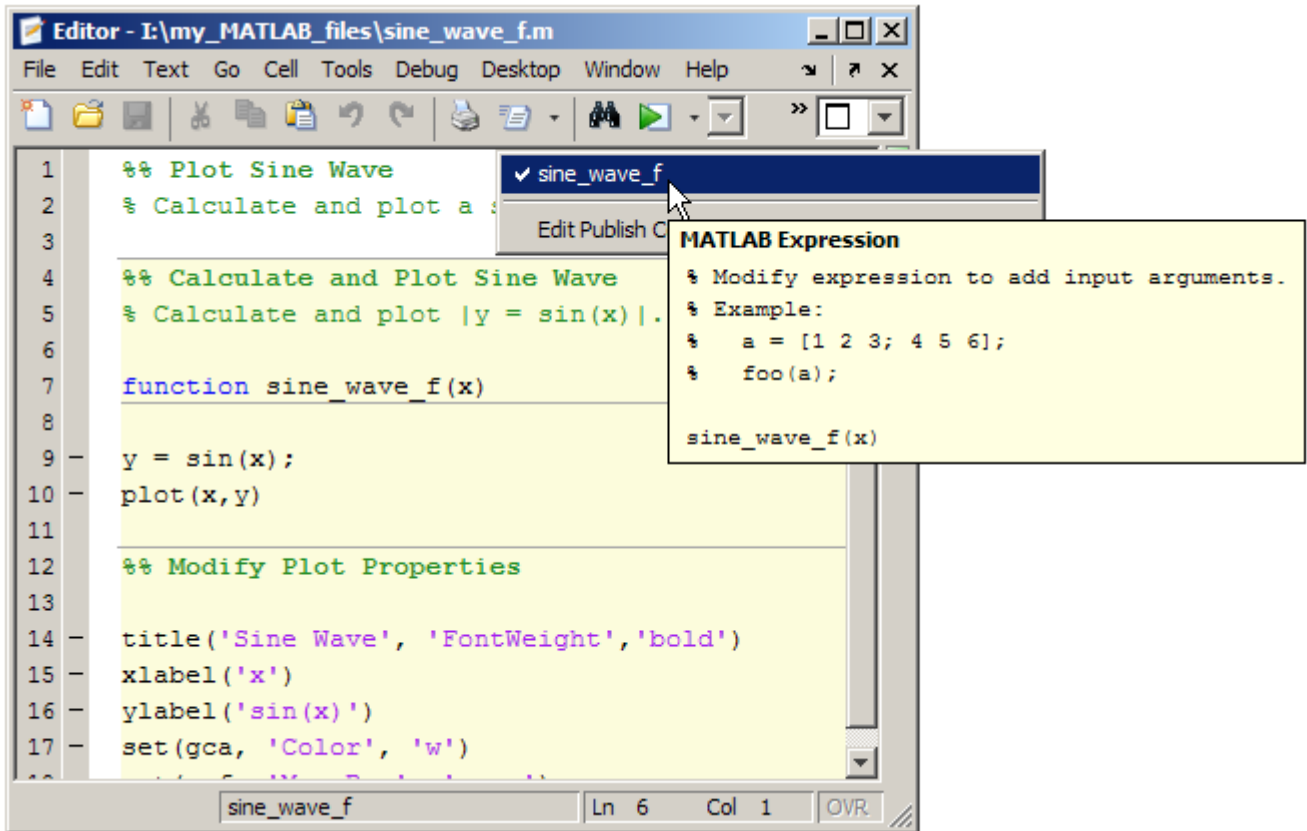 Editor - I:\my_MATLAB_files\sine_wave_f.m
File Edit Text Go Cell Tools Debug Desktop Window Help
1 %% Plot Sine Wave
2 % Calculate and plot a
3
4 %% Calculate and Plot Sine Wave
5 % Calculate and plot |y = sin(x)|.
6
7 function sine_wave_f(x)
8
9 - y = sin(x);
10 - plot(x,y)
11
12 %% Modify Plot Properties
13
14 - title('Sine Wave', 'FontWeight','bold')
15 - xlabel('x')
16 - ylabel('sin(x)')
17 - set(gca, 'Color', 'w')
sine_wave_f
Edit Publish C
MATLAB Expression
% Modify expression to add input arguments.
% Example:
% a = [1 2 3; 4 5 6];
% foo(a);
sine_wave_f(x)
sine_wave_f Ln 6 Col 1 OVR